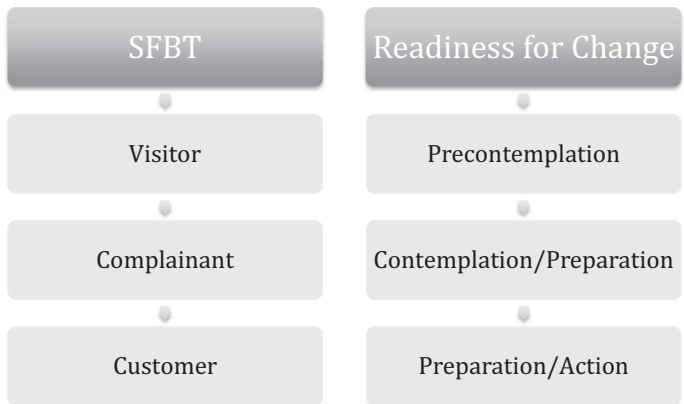 SFBT
Visitor
Complainant
Customer
Readiness for Change
Precontemplation
Contemplation/Preparation
Preparation/Action